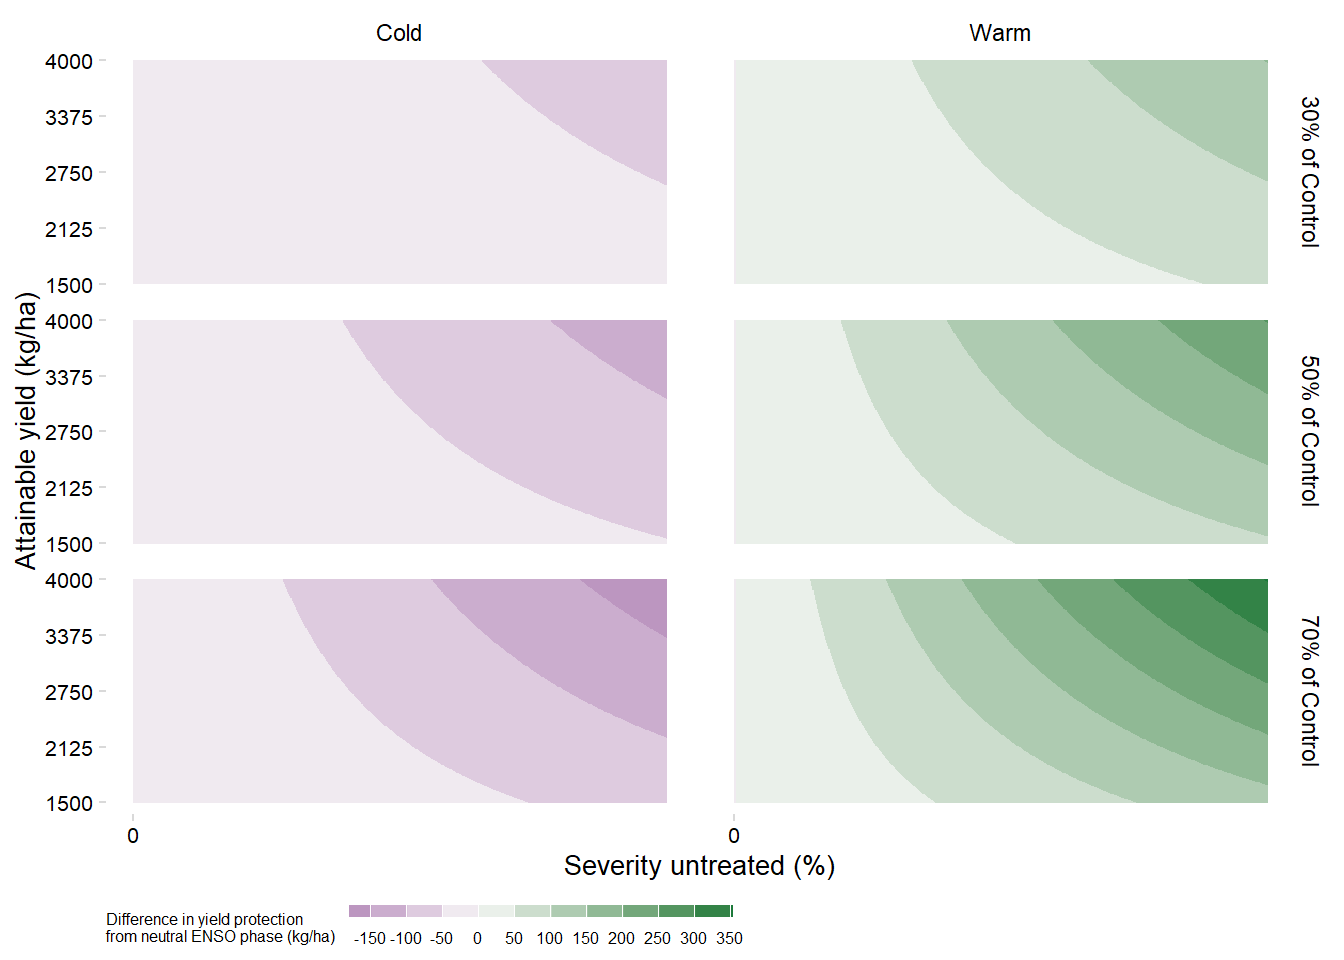 Cold
Warm
4000
3375
2750
2125
1500
30% of Control
4000
3375
2750
2125
1500
50% of Control
4000
3375
2750
2125
1500
70% of Control
Attainable yield (kg/ha)
0
0
Severity untreated (%)
Difference in yield protection
from neutral ENSO phase (kg/ha)
-150 -100 -50 0 50 100 150 200 250 300 350